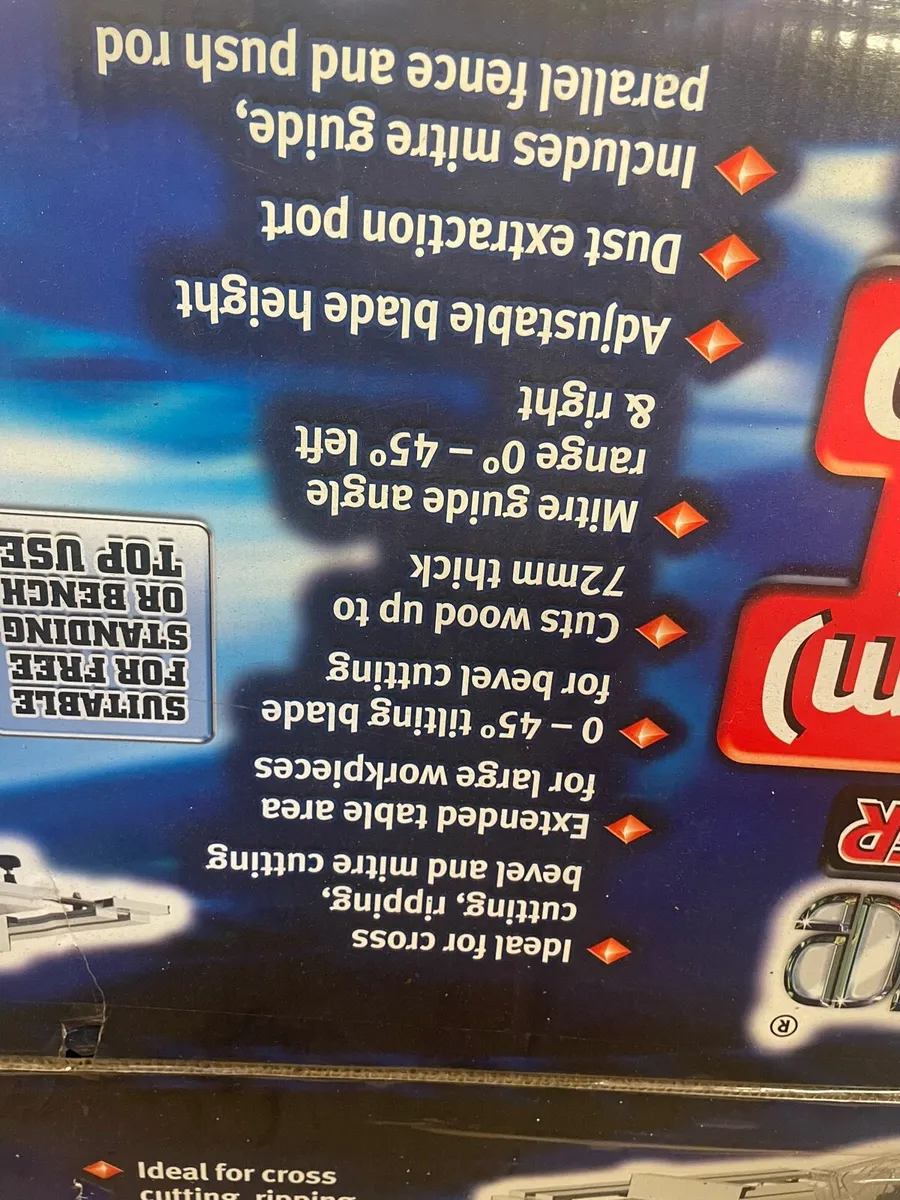 ®
ER
m)
Ideal for cross
cutting, ripping,
bevel and mitre cutting
Extended table area
for large workpieces
0 – 45° tilting blade
for bevel cutting
Cuts wood up to
72mm thick
Mitre guide angle
range 0° – 45° left
& right
Adjustable blade height
Dust extraction port
Includes mitre guide,
parallel fence and push rod
SUITABLE
FOR FREE
STANDING
OR BENCH
TOP USE
Ideal for cross
cutting, ripping